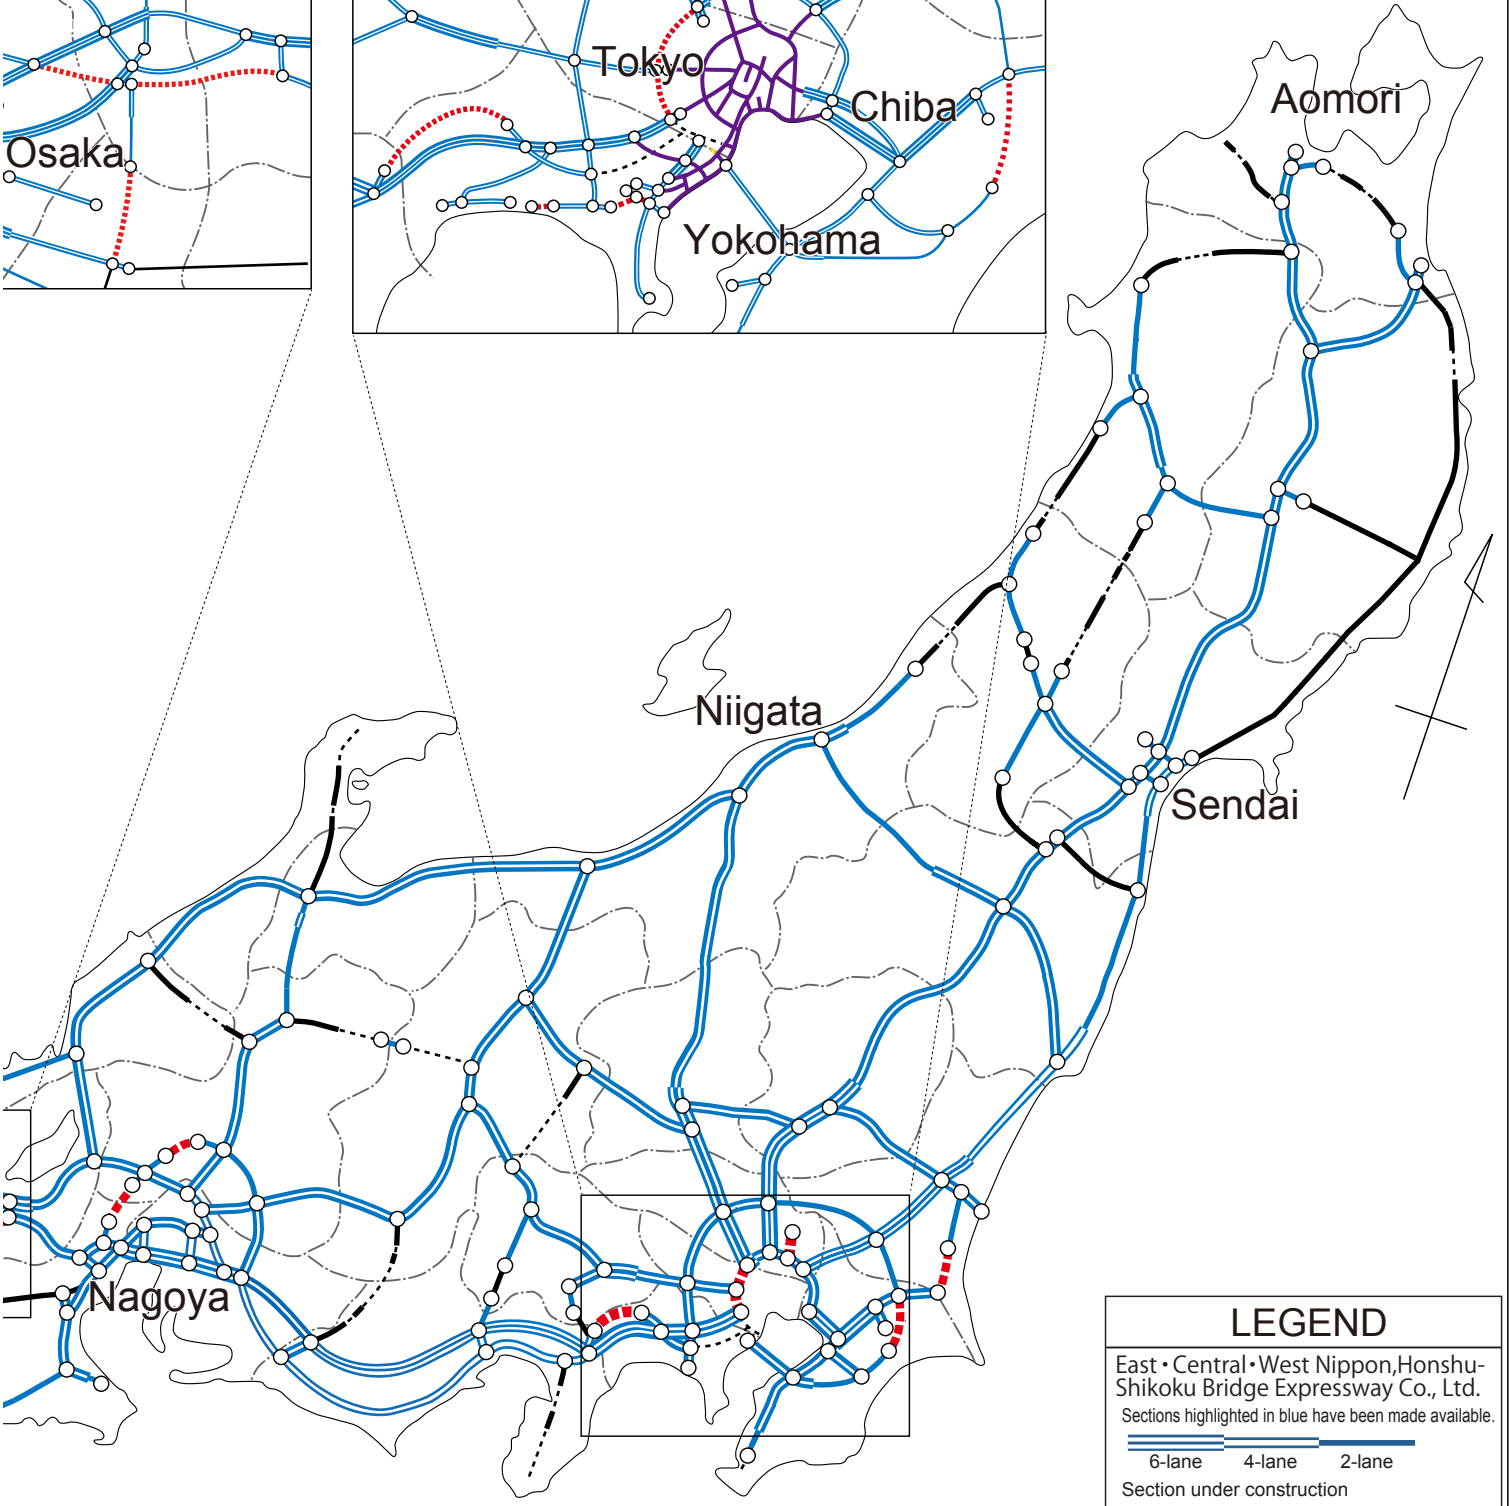 Tokyo
Chiba
Aomori
Osaka
Yokohama
Niigata
Sendai
Nagoya
LEGEND
East・Central・West Nippon,Honshu-
Shikoku Bridge Expressway Co., Ltd.
Sections highlighted in blue have been made available.
6-lane 4-lane 2-lane
Section under construction